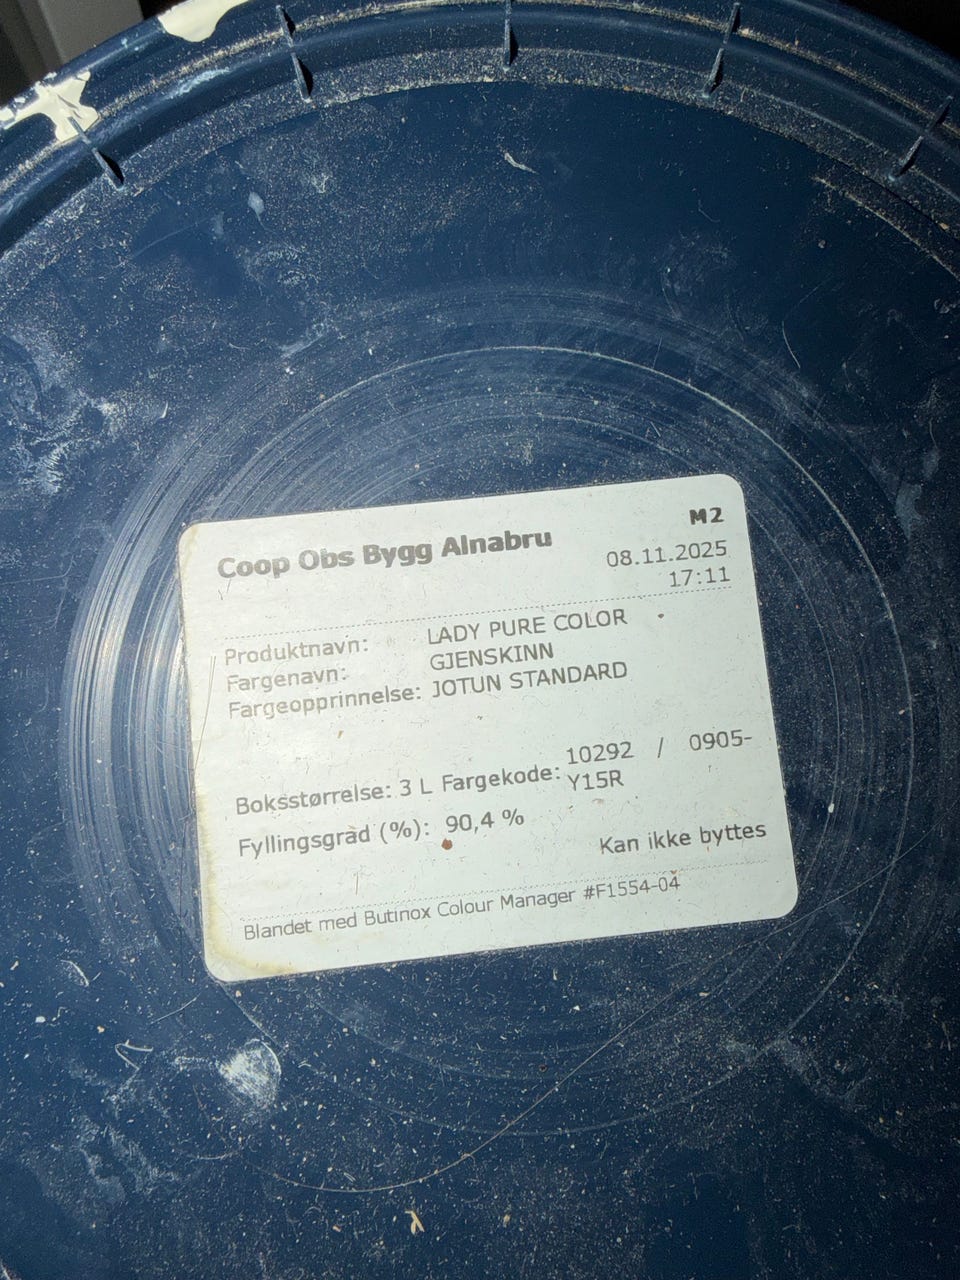 M2
Coop Obs Bygg Alnabru
08.11.2025
17:11
Produktnavn: LADY PURE COLOR
Fargenavn: GJENSKINN
Fargeopprinnelse: JOTUN STANDARD
Boksstørrelse: 3 L Fargekode: 10292 / 0905-
Y15R
Fyllingsgrad (%): 90,4 %
Kan ikke byttes
Blandet med Butinox Colour Manager #F1554-04